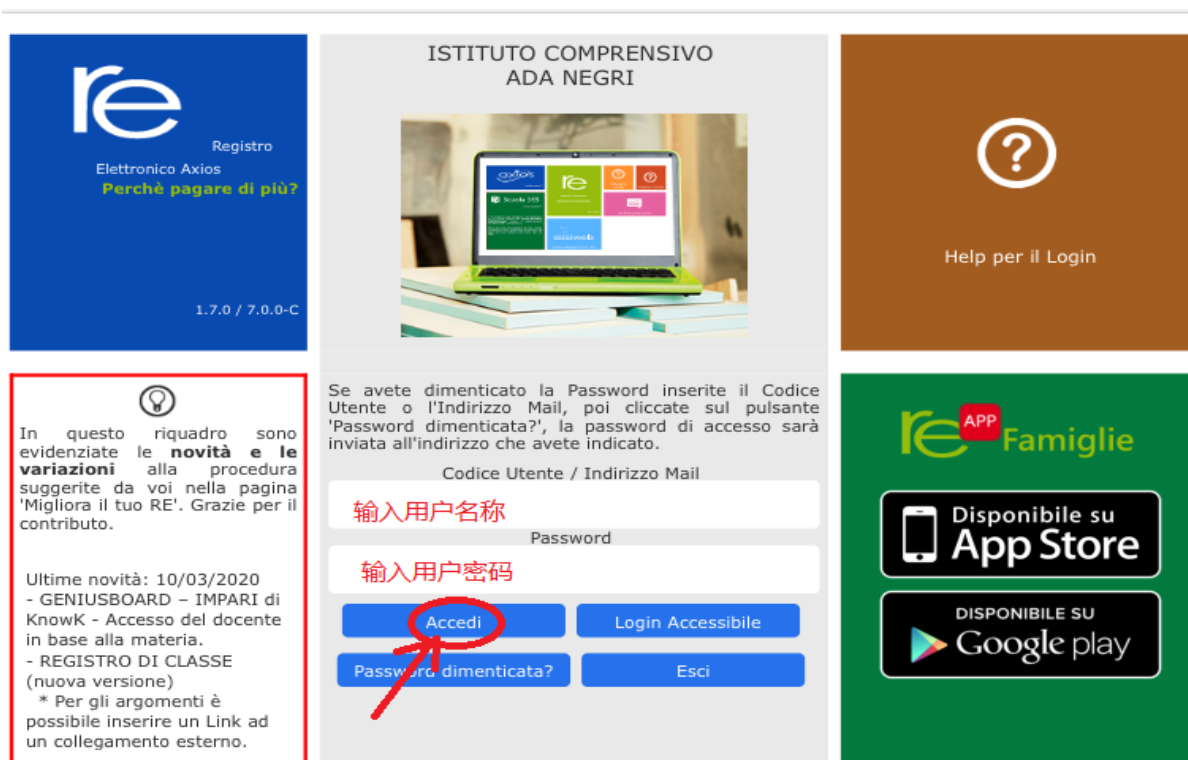 re
Registro
Elettronico Axios
Perchè pagare di più?
1.7.0 / 7.0.0-C
ISTITUTO COMPRENSIVO
ADA NEGRI
axios
re
Scuola 365
Help per il Login
In questo riquadro sono
evidenziate le novità e le
variazioni alla procedura
suggerite da voi nella pagina
'Migliora il tuo RE'. Grazie per il
contributo.
Ultime novità: 10/03/2020
- GENIUSBOARD – IMPARI di
KnowK - Accesso del docente
in base alla materia.
- REGISTRO DI CLASSE
(nuova versione)
* Per gli argomenti è
possibile inserire un Link ad
un collegamento esterno.
Se avete dimenticato la Password inserite il Codice
Utente o l'Indirizzo Mail, poi cliccate sul pulsante
'Password dimenticata?', la password di accesso sarà
inviata all'indirizzo che avete indicato.
Codice Utente / Indirizzo Mail
输入用户名称
Password
输入用户密码
Accedi
Login Accessibile
Password dimenticata?
Esci
re APP Famiglie
Disponibile su
App Store
DISPONIBILE SU
Google play